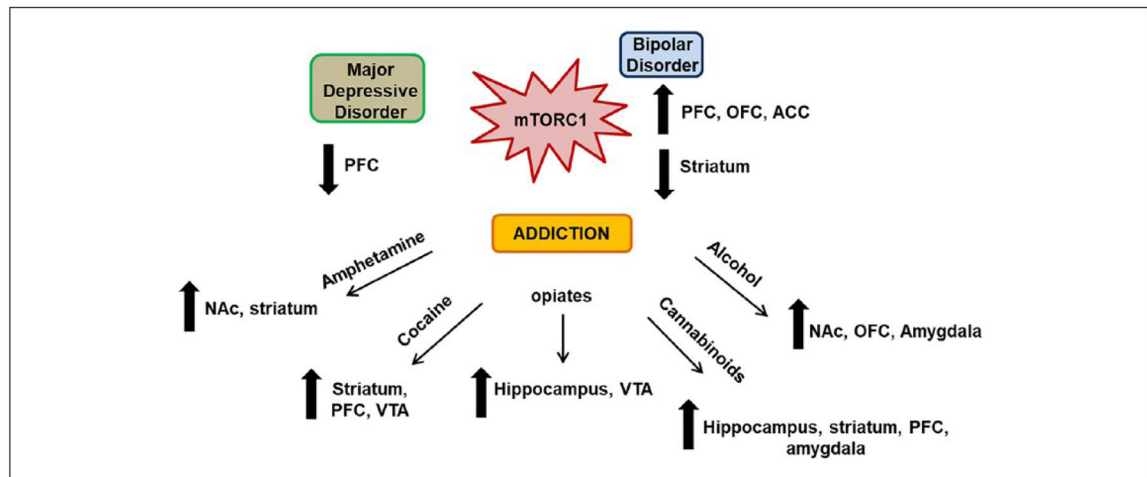 Major
Depressive
Disorder
PFC
mTORC1
Bipolar
Disorder
PFC, OFC, ACC
Striatum
ADDICTION
Amphetamine
NAc, striatum
Cocaine
Striatum,
PFC, VTA
opiates
Hippocampus, VTA
Cannabinoids
Hippocampus, striatum, PFC,
amygdala
Alcohol
NAc, OFC, Amygdala